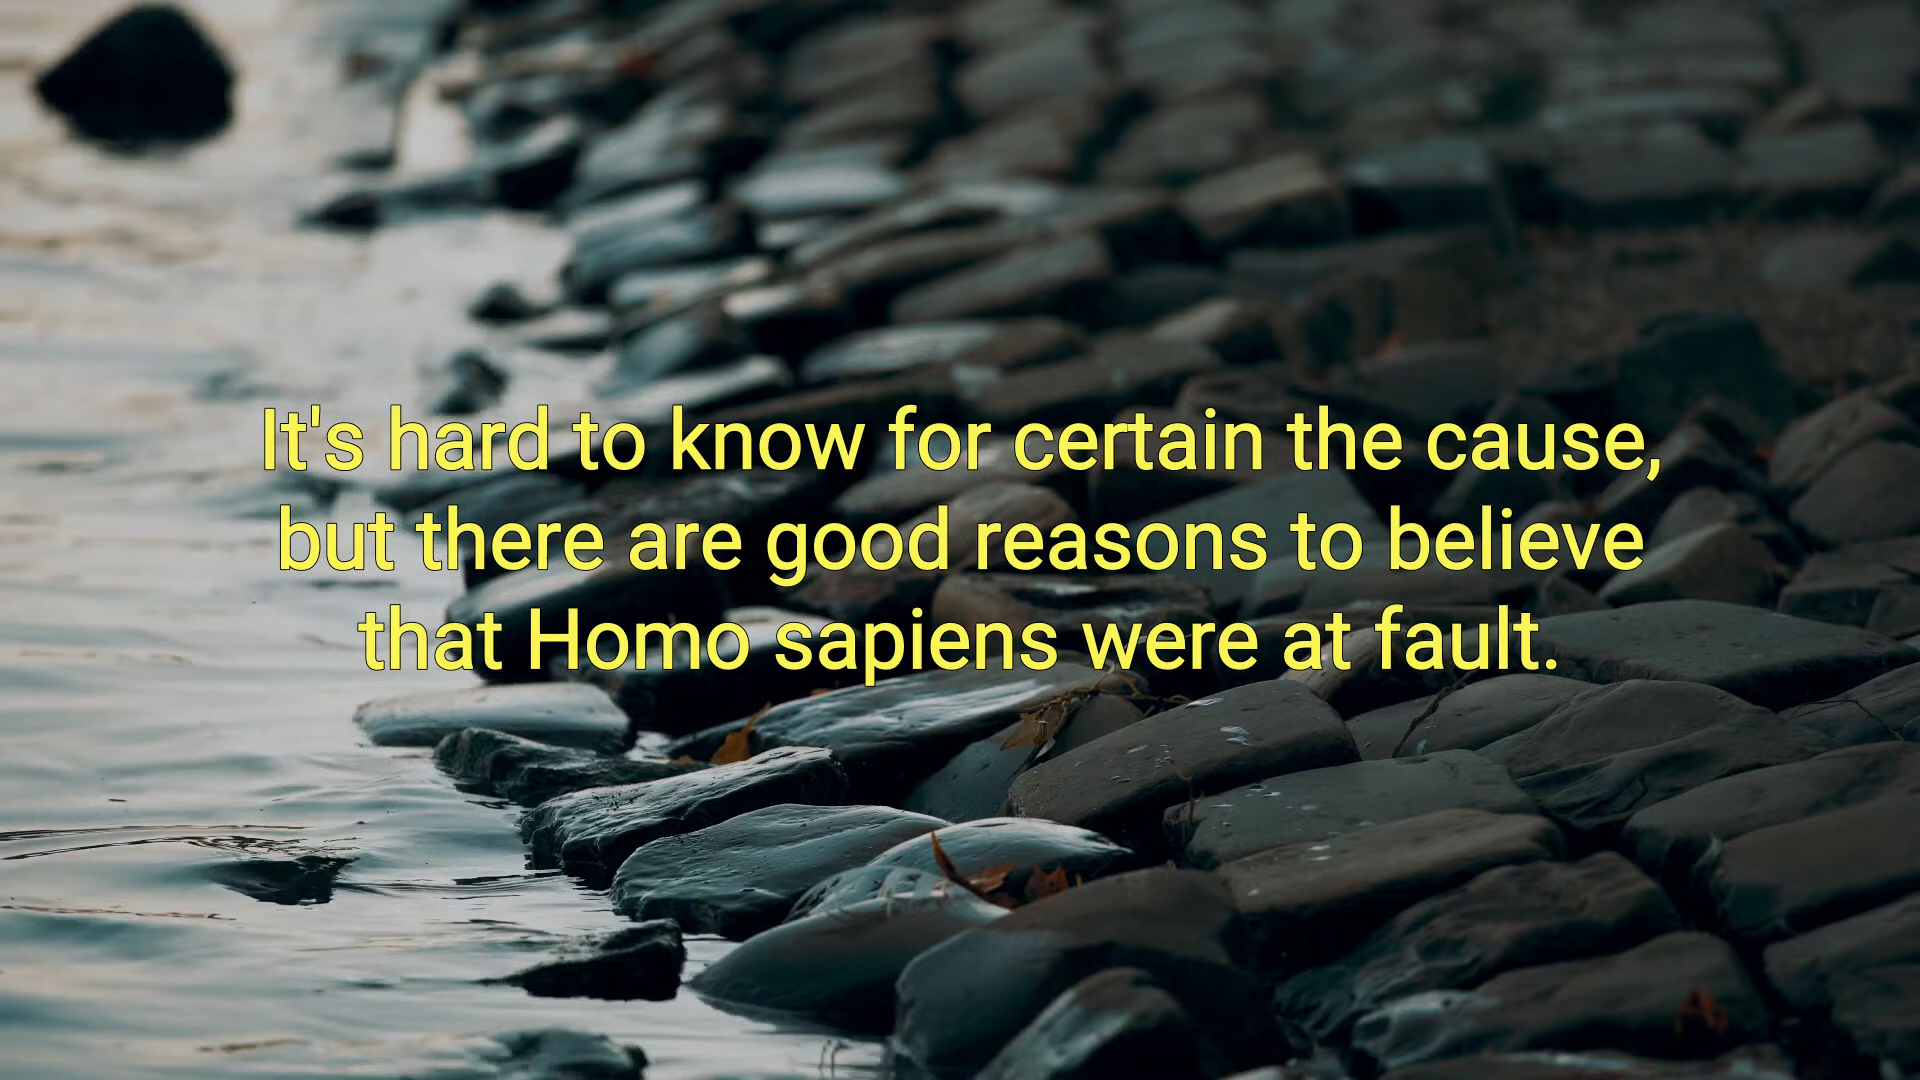 It's hard to know for certain the cause,
but there are good reasons to believe
that Homo sapiens were at fault.